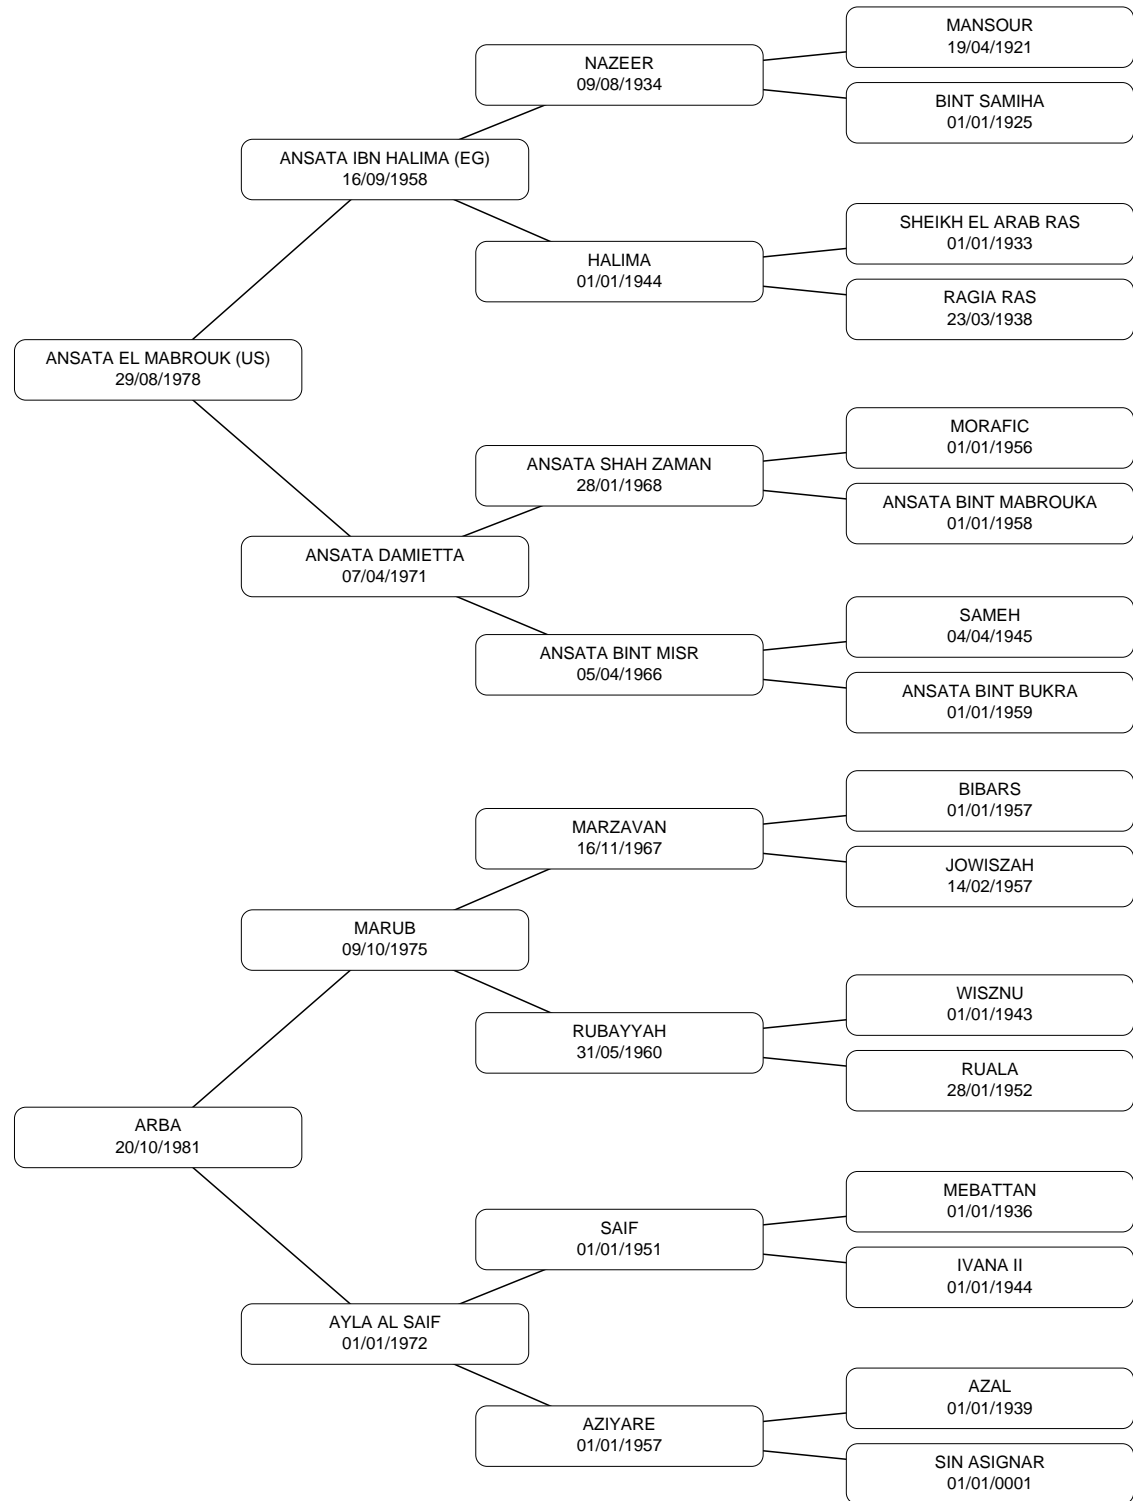 MANSOUR
19/04/1921
NAZEER
09/08/1934
BINT SAMIHA
01/01/1925
ANSATA IBN HALIMA (EG)
16/09/1958
SHEIKH EL ARAB RAS
01/01/1933
HALIMA
01/01/1944
RAGIA RAS
23/03/1938
ANSATA EL MABROUK (US)
29/08/1978
MORAFIC
01/01/1956
ANSATA SHAH ZAMAN
28/01/1968
ANSATA BINT MABROUKA
01/01/1958
ANSATA DAMIETTA
07/04/1971
SAMEH
04/04/1945
ANSATA BINT MISR
05/04/1966
ANSATA BINT BUKRA
01/01/1959
BIBARS
01/01/1957
MARZAVAN
16/11/1967
JOWISZAH
14/02/1957
MARUB
09/10/1975
WISZNU
01/01/1943
RUBAYYAH
31/05/1960
RUALA
28/01/1952
ARBA
20/10/1981
MEBATTAN
01/01/1936
SAIF
01/01/1951
IVANA II
01/01/1944
AYLA AL SAIF
01/01/1972
AZAL
01/01/1939
AZIYARE
01/01/1957
SIN ASIGNAR
01/01/0001